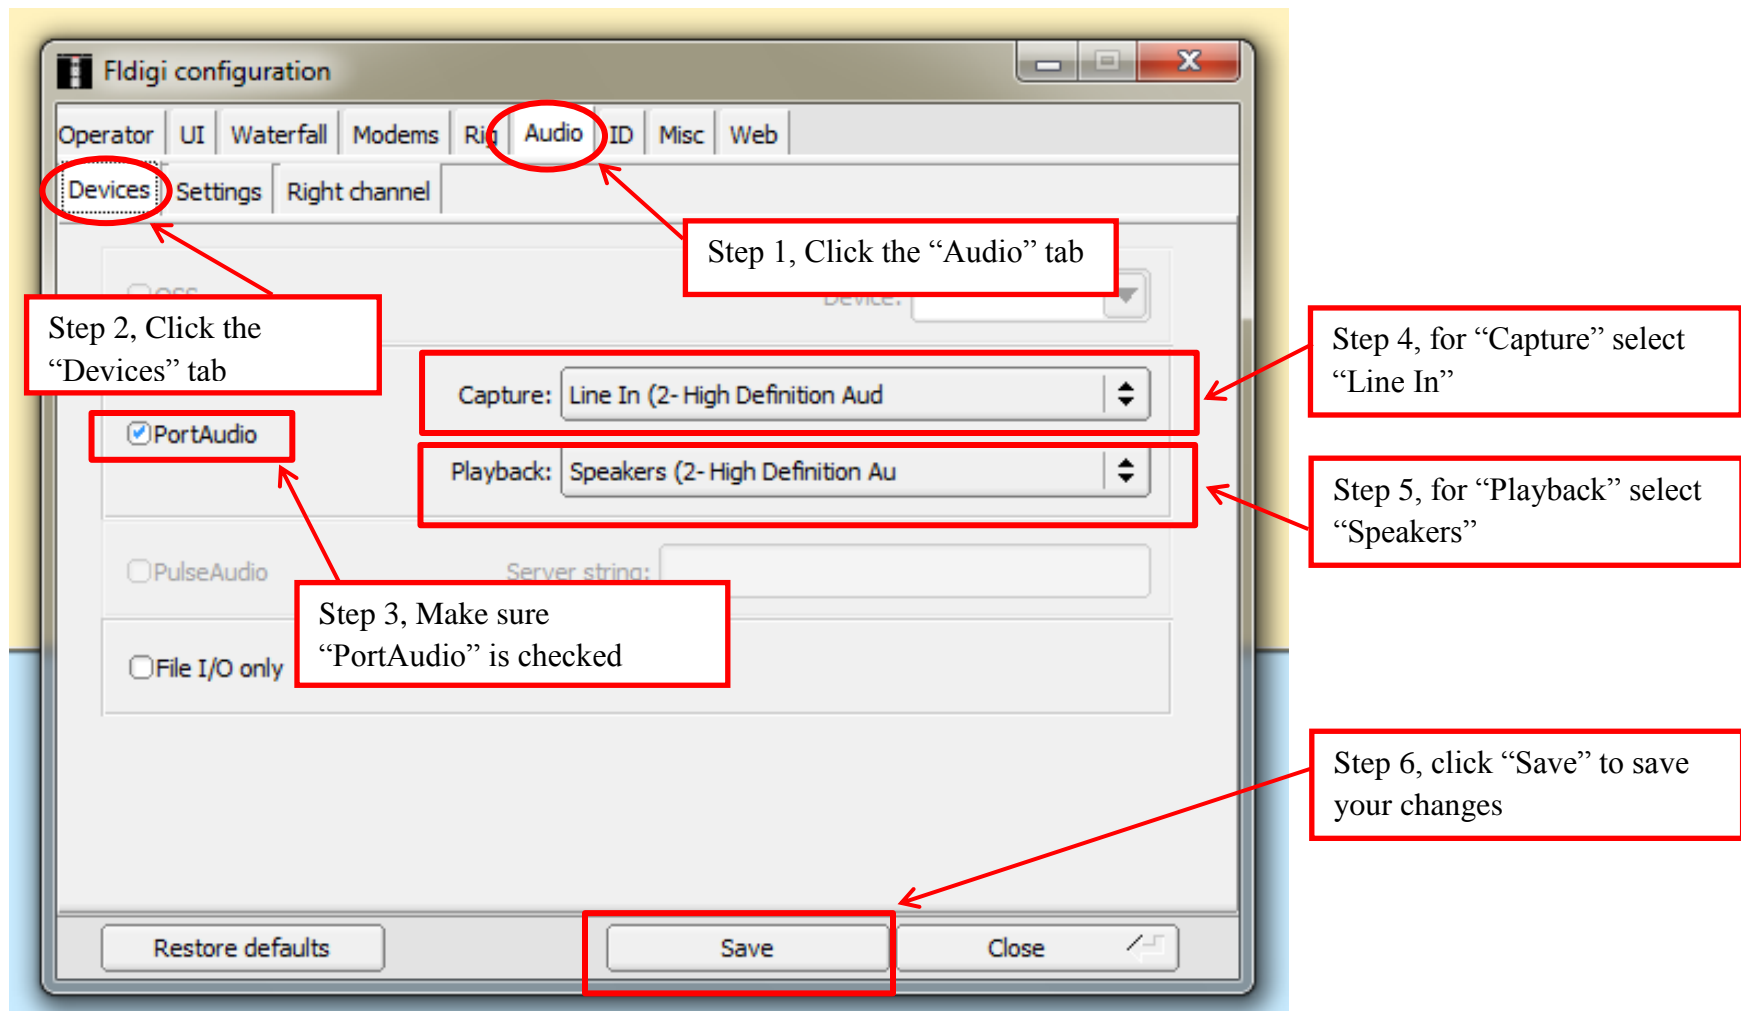 Fldigi configuration
Operator UI Waterfall Modems Rig Audio ID Misc Web
Devices Settings Right channel
Step 1, Click the “Audio” tab
OSS
Device:
Step 2, Click the
“Devices” tab
Capture: Line In (2- High Definition Aud
Step 4, for “Capture” select
“Line In”
PortAudio
Playback: Speakers (2- High Definition Au
Step 5, for “Playback” select
“Speakers”
PulseAudio
Server string:
Step 3, Make sure
“PortAudio” is checked
File I/O only
Step 6, click “Save” to save
your changes
Restore defaults
Save
Close